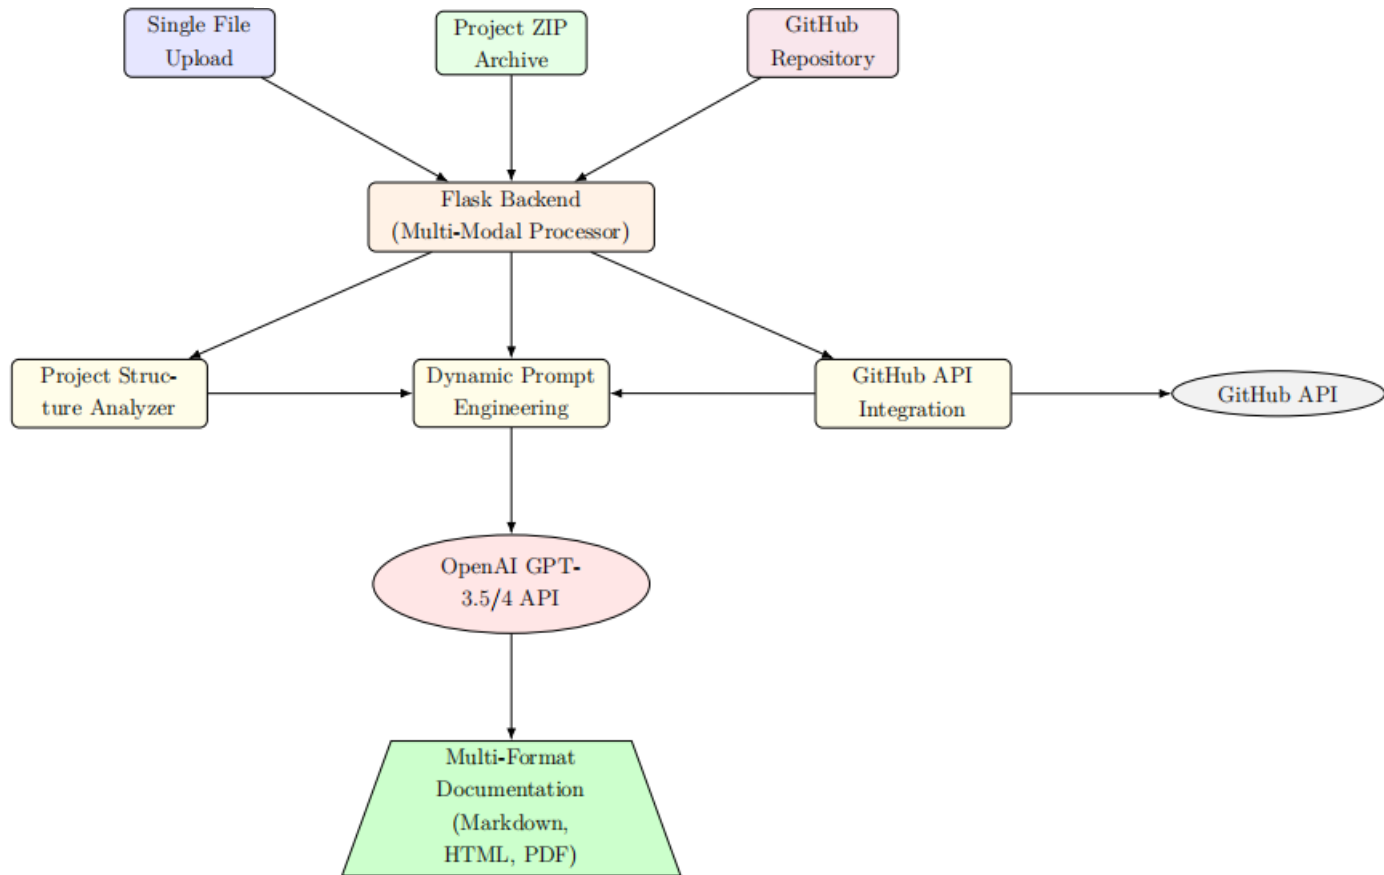 Single File
Upload
Project ZIP
Archive
GitHub
Repository
Flask Backend
(Multi-Modal Processor)
Project Struc-
ture Analyzer
Dynamic Prompt
Engineering
GitHub API
Integration
GitHub API
OpenAI GPT-
3.5/4 API
Multi-Format
Documentation
(Markdown,
HTML, PDF)